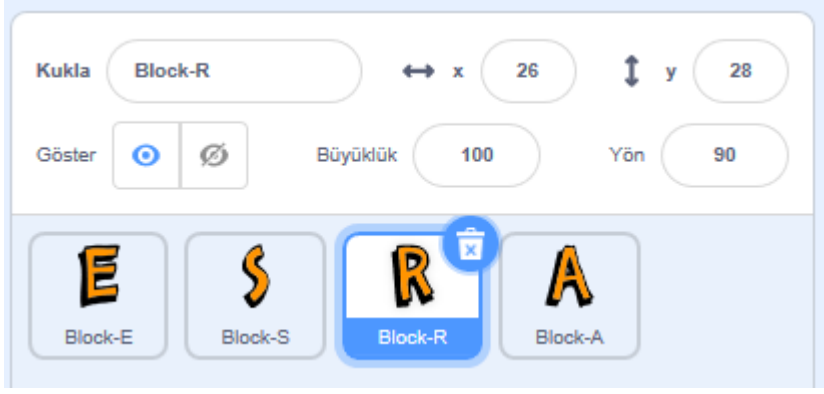 Kukla Block-R x 26 y 28
Göster Büyüklük 100 Yön 90
E S R A
Block-E Block-S Block-R Block-A